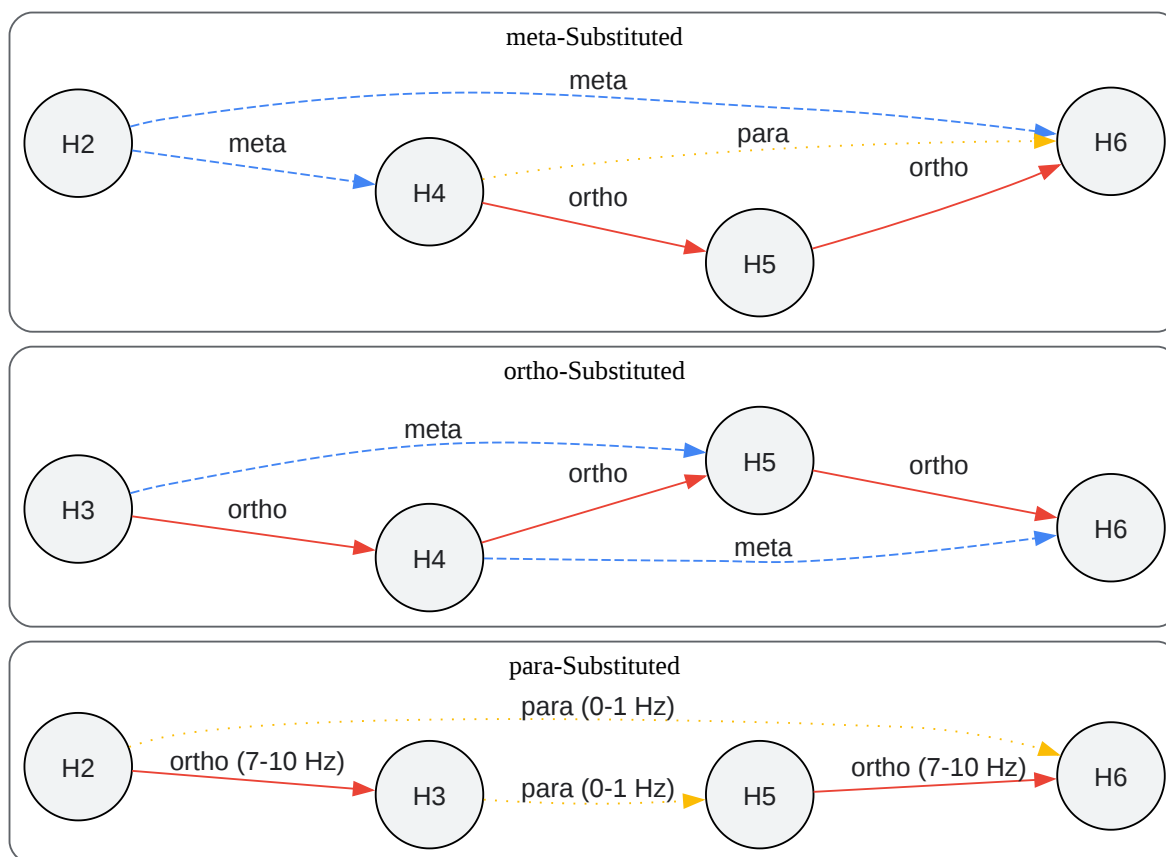 meta-Substituted
meta
H2
meta
para
H6
H4
ortho
ortho
H5
ortho-Substituted
meta
H3
ortho
ortho
H5
ortho
H4
meta
H6
para-Substituted
para (0-1 Hz)
H2
ortho (7-10 Hz)
H3
para (0-1 Hz)
H5
ortho (7-10 Hz)
H6